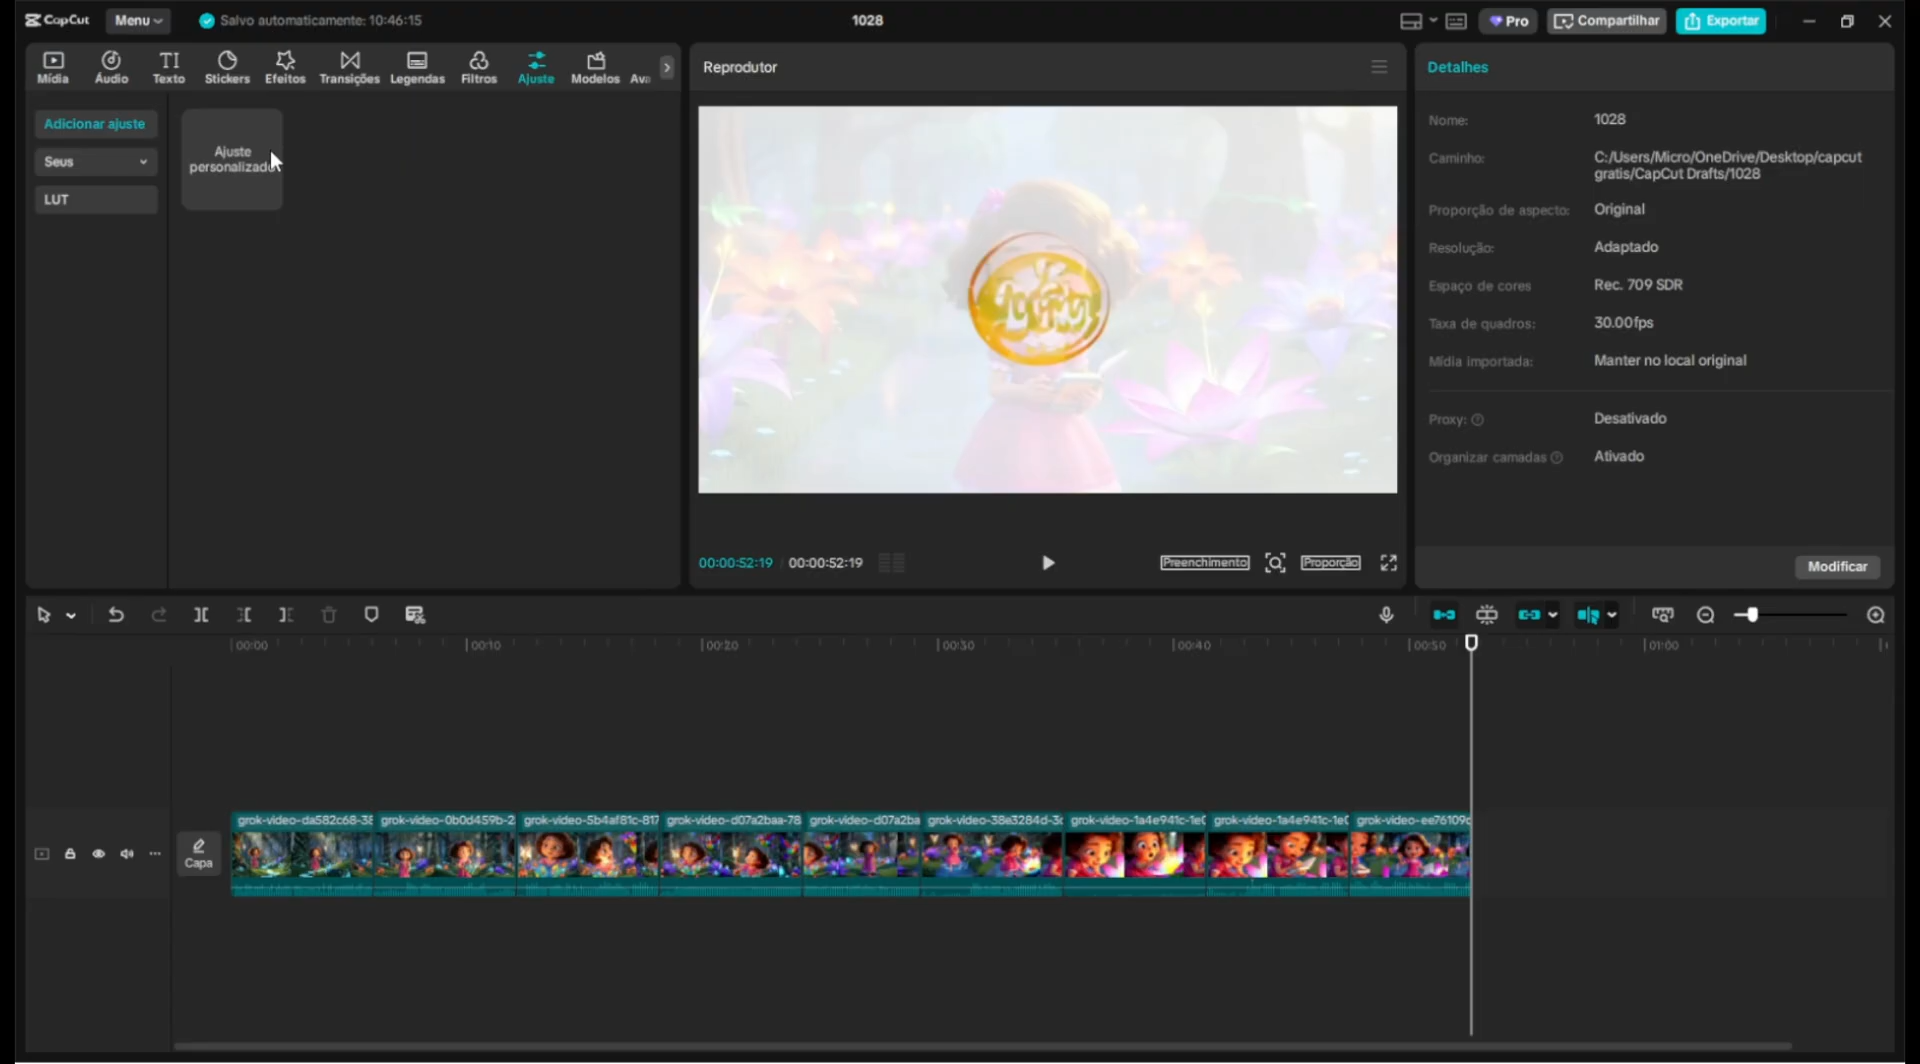 CapCut
Menu
Salvo automaticamente: 10:46:15
1028
Pro
Compartilhar
Exportar
Mídia
Áudio
Texto
Stickers
Efeitos
Transições
Legendas
Filtros
Ajuste
Modelos
Ava
Adicionar ajuste
Seus
LUT
Ajuste
personalizado
Reprodutor
00:00:52:19
00:00:52:19
Preenchimento
Proporção
Detalhes
Nome:
1028
Caminho:
C:/Users/Micro/OneDrive/Desktop/capcut
gratis/CapCut Drafts/1028
Proporção de aspecto:
Original
Resolução:
Adaptado
Espaço de cores
Rec. 709 SDR
Taxa de quadros:
30.00fps
Mídia importada:
Manter no local original
Proxy:
Desativado
Organizar camadas
Ativado
Modificar
00:00
00:10
00:20
00:30
00:40
00:50
01:00
Capa
grok-video-da582c68-38
grok-video-0b0d459b-2
grok-video-5b4af81c-817
grok-video-d07a2baa-78
grok-video-d07a2ba
grok-video-38e3284d-3c
grok-video-1a4e941c-1e0
grok-video-1a4e941c-1e0
grok-video-ee76109c